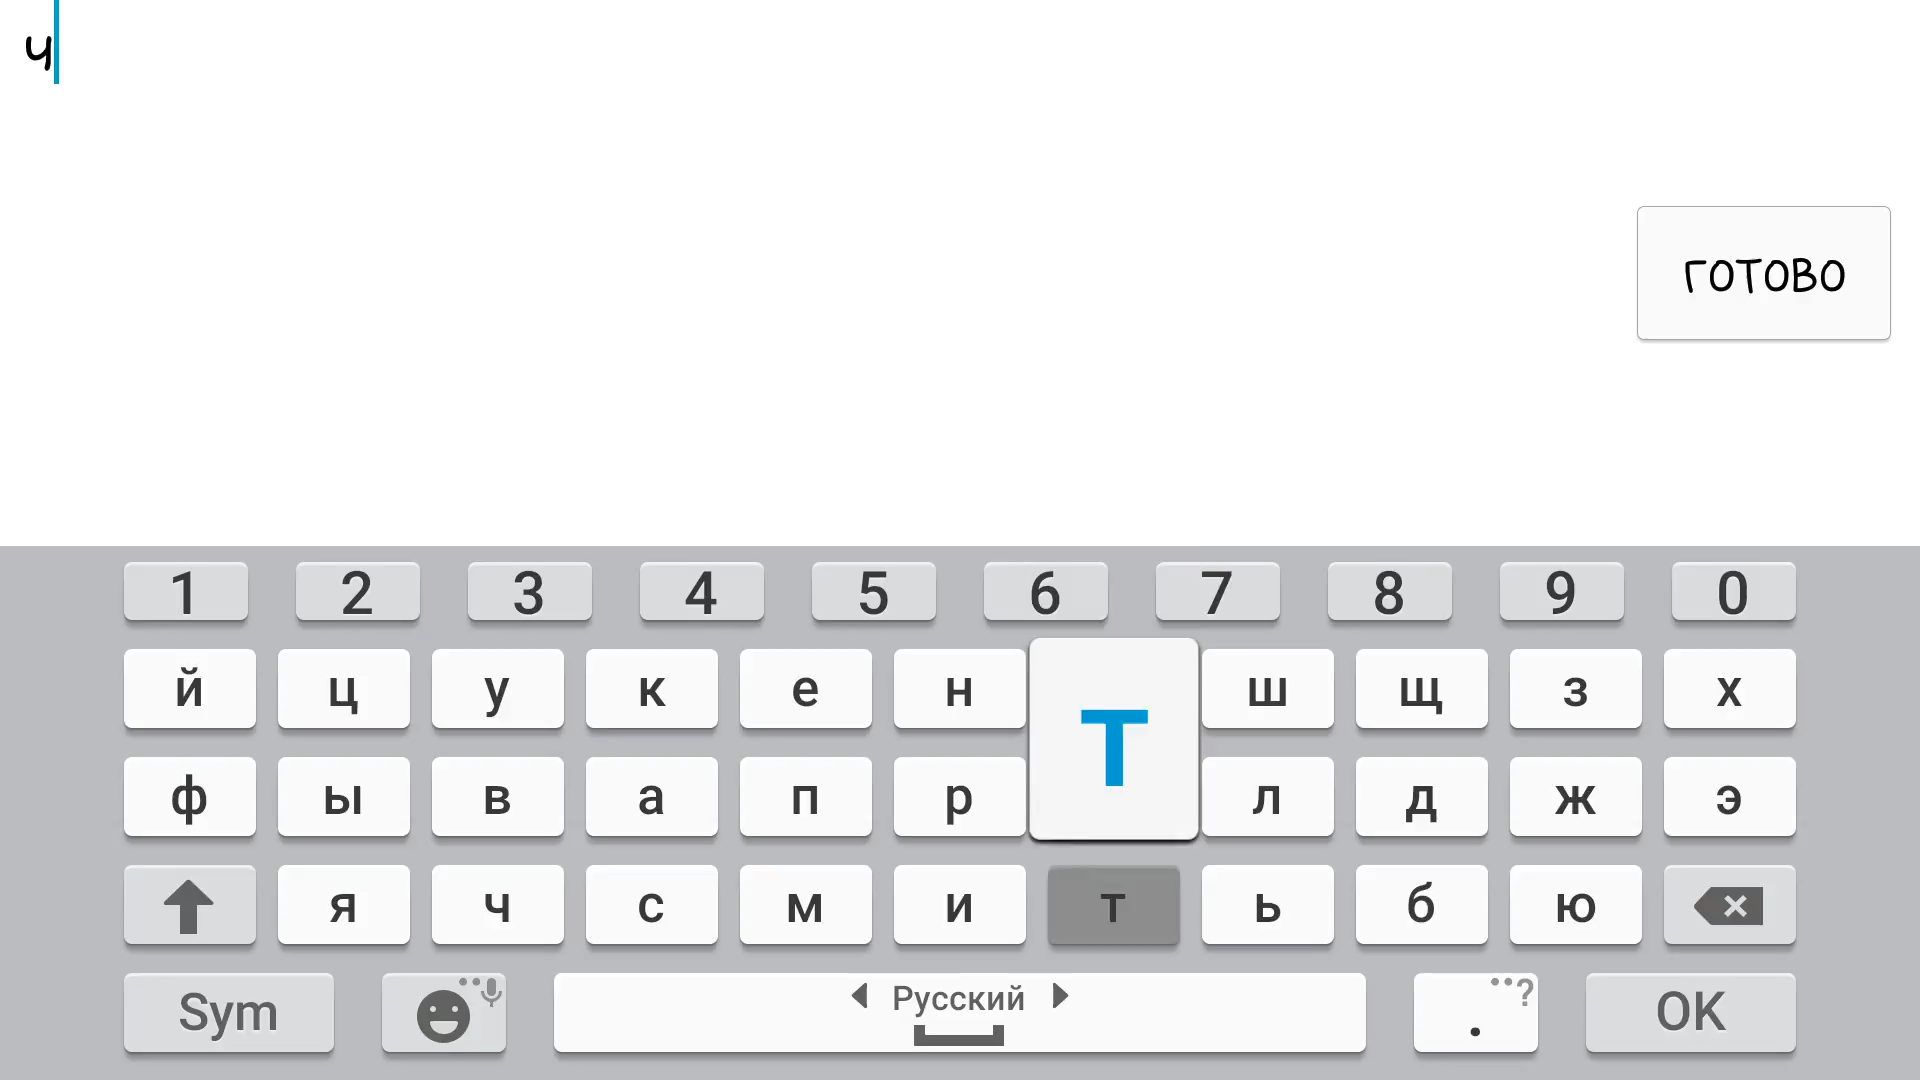 ч
ГОТОВО
1 2 3 4 5 6 7 8 9 0
й ц у к е н Т ш щ з х
ф ы в а п р л д ж э
я ч с м и т ь б ю
Sym Русский . ? OK